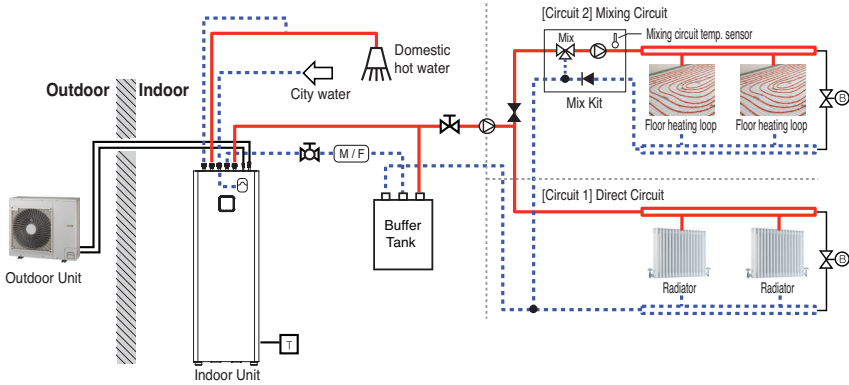 [Circuit 2] Mixing Circuit
Mix
Mixing circuit temp. sensor
Domestic
hot water
City water
Outdoor
Indoor
Mix Kit
Floor heating loop
Floor heating loop
B
M / F
[Circuit 1] Direct Circuit
Buffer
Tank
B
Outdoor Unit
Radiator
Radiator
T
Indoor Unit